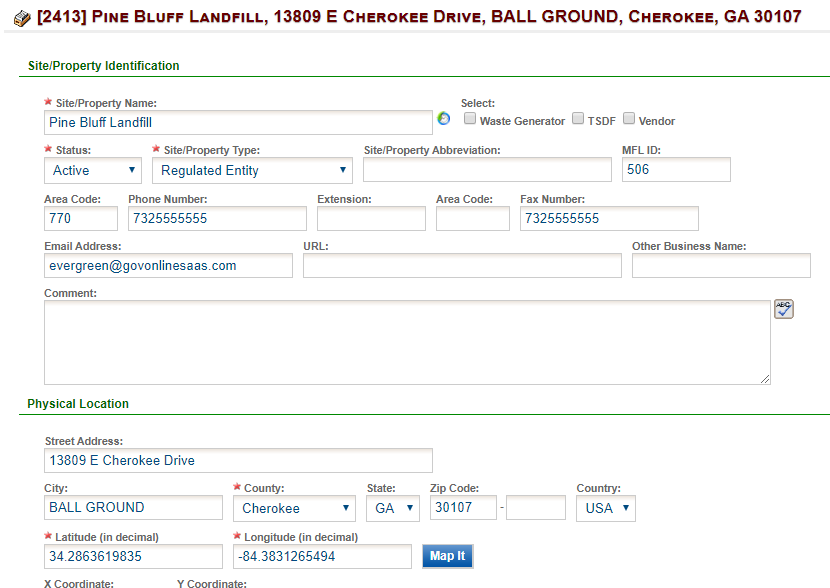 [2413] Pine Bluff Landfill, 13809 E Cherokee Drive, BALL GROUND, Cherokee, GA 30107
Site/Property Identification
* Site/Property Name: Select:
Pine Bluff Landfill Waste Generator TSDF Vendor
* Status: * Site/Property Type: Site/Property Abbreviation: MFL ID:
Active Regulated Entity 506
Area Code: Phone Number: Extension: Area Code: Fax Number:
770 7325555555 7325555555
Email Address: URL: Other Business Name:
evergreen@govonlinesaas.com
Comment:
ABC
Physical Location
Street Address:
13809 E Cherokee Drive
City: * County: State: Zip Code: Country:
BALL GROUND Cherokee GA 30107 - USA
* Latitude (in decimal) * Longitude (in decimal)
34.2863619835 -84.3831265494 Map It
X Coordinate: Y Coordinate: